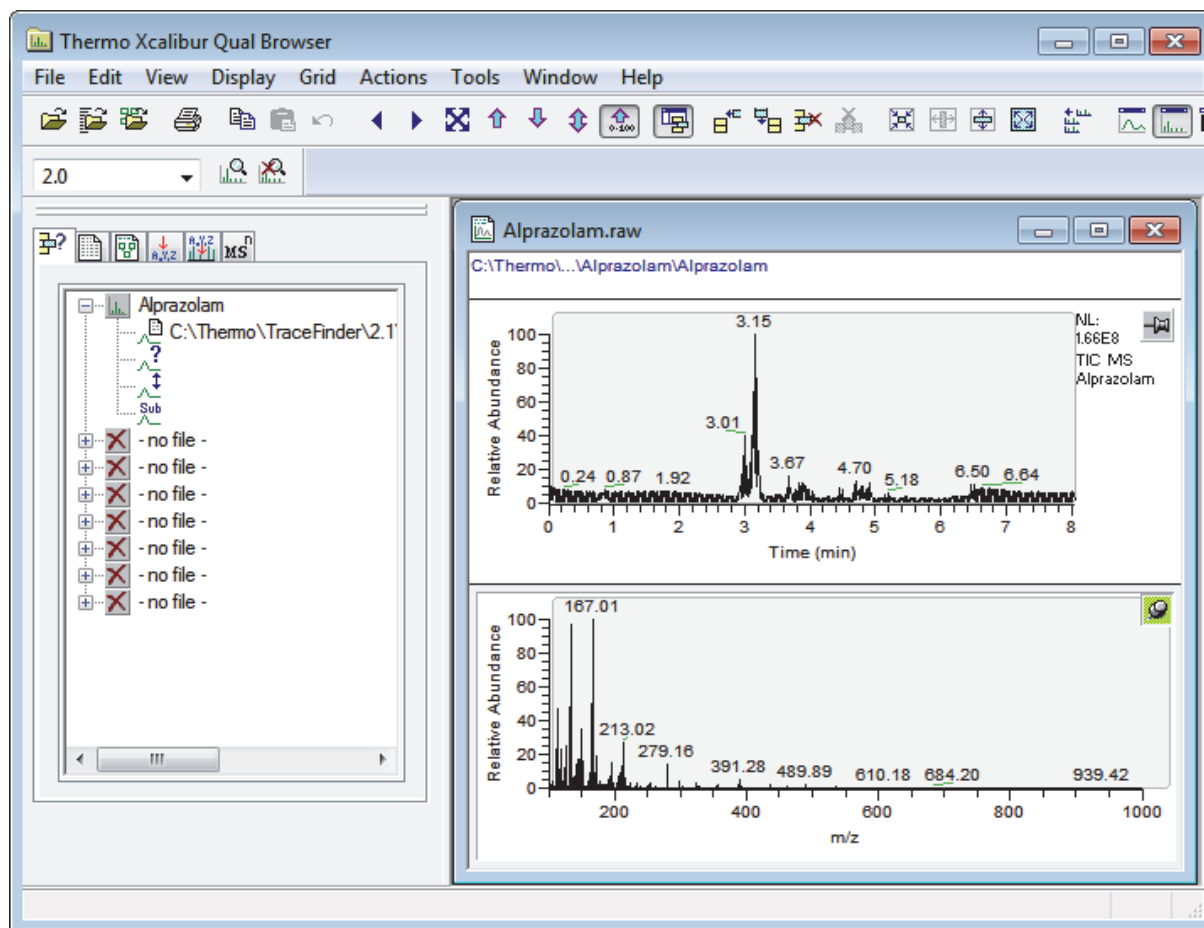 Thermo Xcalibur Qual Browser
File Edit View Display Grid Actions Tools Window Help
0-100
2.0
? A,Y,Z A,Y,Z MSn
Alprazolam
C:\Thermo\TraceFinder\2.1\
?
Sub
- no file -
- no file -
- no file -
- no file -
- no file -
- no file -
- no file -
Alprazolam.raw
C:\Thermo\...\Alprazolam\Alprazolam
NL:
1.66E8
TIC MS
Alprazolam
Relative Abundance
100
80
60
40
20
0
3.15
3.01
3.67
4.70
0.24 0.87 1.92 5.18 6.50 6.64
0 1 2 3 4 5 6 7 8
Time (min)
Relative Abundance
100
80
60
40
20
0
167.01
213.02
279.16
391.28 489.89 610.18 684.20 939.42
200 400 600 800 1000
m/z